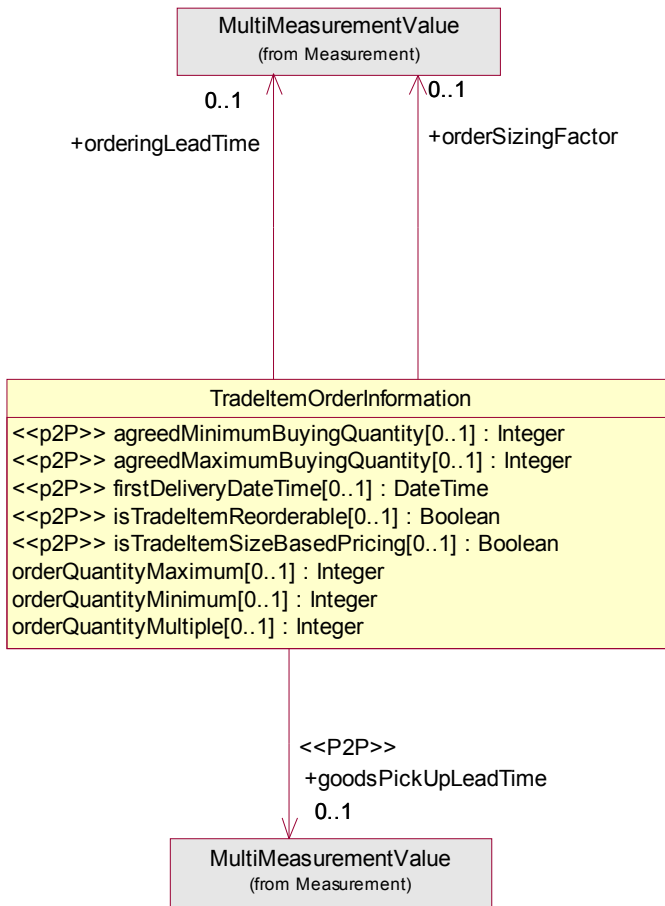 MultiMeasurementValue
(from Measurement)
0..1
0..1
+orderingLeadTime
+orderSizingFactor
TradeItemOrderInformation
<<p2P>> agreedMinimumBuyingQuantity[0..1] : Integer
<<p2P>> agreedMaximumBuyingQuantity[0..1] : Integer
<<p2P>> firstDeliveryDateTime[0..1] : DateTime
<<p2P>> isTradeItemReorderable[0..1] : Boolean
<<p2P>> isTradeItemSizeBasedPricing[0..1] : Boolean
orderQuantityMaximum[0..1] : Integer
orderQuantityMinimum[0..1] : Integer
orderQuantityMultiple[0..1] : Integer
<<P2P>>
+goodsPickUpLeadTime
0..1
MultiMeasurementValue
(from Measurement)